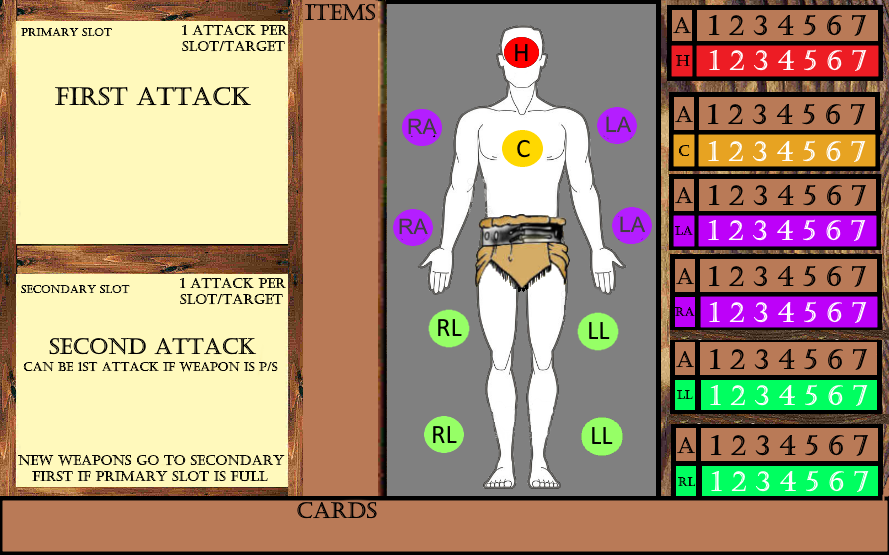 PRIMARY SLOT
1 ATTACK PER
SLOT/TARGET
FIRST ATTACK
SECONDARY SLOT
1 ATTACK PER
SLOT/TARGET
SECOND ATTACK
CAN BE 1ST ATTACK IF WEAPON IS P/S
NEW WEAPONS GO TO SECONDARY
FIRST IF PRIMARY SLOT IS FULL
ITEMS
H
RA
LA
C
RA
LA
RL
LL
RL
LL
A 1 2 3 4 5 6 7
H 1 2 3 4 5 6 7
A 1 2 3 4 5 6 7
C 1 2 3 4 5 6 7
A 1 2 3 4 5 6 7
LA 1 2 3 4 5 6 7
A 1 2 3 4 5 6 7
RA 1 2 3 4 5 6 7
A 1 2 3 4 5 6 7
LL 1 2 3 4 5 6 7
A 1 2 3 4 5 6 7
RL 1 2 3 4 5 6 7
CARDS